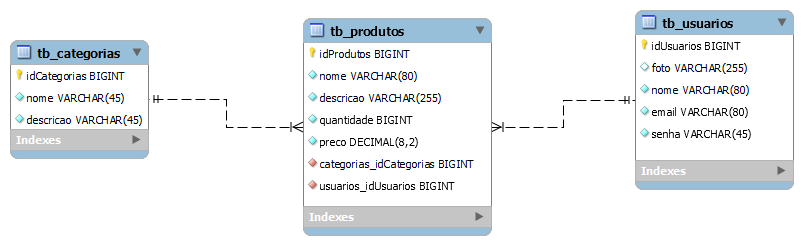 tb_categorias
idCategorias BIGINT
nome VARCHAR(45)
descricao VARCHAR(45)
Indexes
tb_produtos
idProdutos BIGINT
nome VARCHAR(80)
descricao VARCHAR(255)
quantidade BIGINT
preco DECIMAL(8,2)
categorias_idCategorias BIGINT
usuarios_idUsuarios BIGINT
Indexes
tb_usuarios
idUsuarios BIGINT
foto VARCHAR(255)
nome VARCHAR(80)
email VARCHAR(80)
senha VARCHAR(45)
Indexes